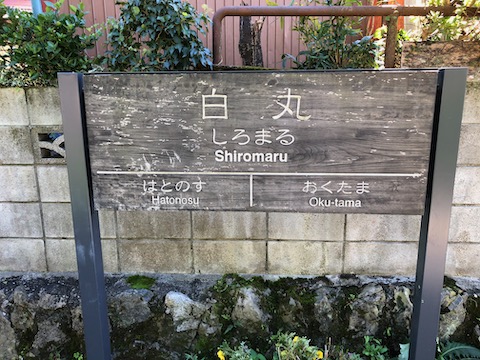 白丸
しろまる
Shiromaru
はとのす おくたま
Hatonosu Oku-tama